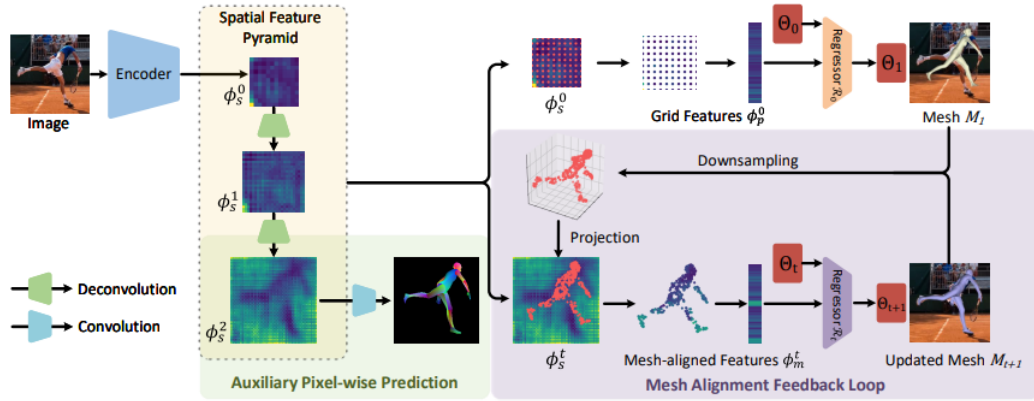 Spatial Feature
Pyramid
Encoder
Image
ϕ_s^0
ϕ_s^1
ϕ_s^2
Deconvolution
Convolution
Auxiliary Pixel-wise Prediction
ϕ_s^0
Grid Features ϕ_p^0
Θ_0
Regressor R_0
Θ_1
Mesh M_1
Downsampling
Projection
ϕ_s^t
Mesh-aligned Features ϕ_m^t
Θ_t
Regressor R_t
Θ_{t+1}
Updated Mesh M_{t+1}
Mesh Alignment Feedback Loop